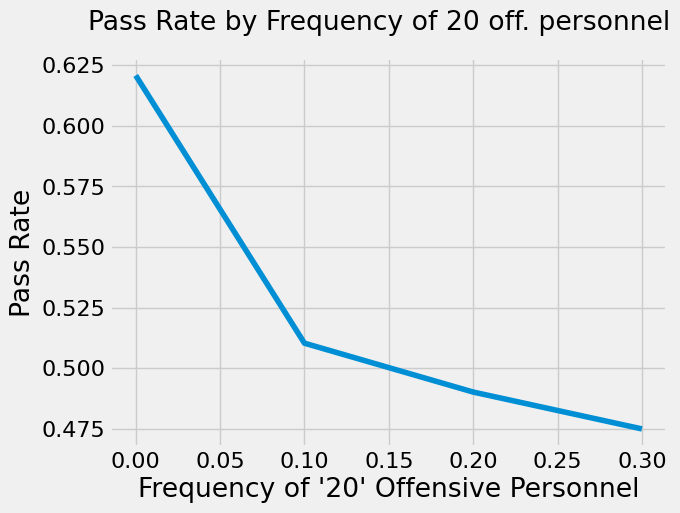 Pass Rate by Frequency of 20 off. personnel
0.625
0.600
0.575
0.550
0.525
0.500
0.475
Pass Rate
0.00 0.05 0.10 0.15 0.20 0.25 0.30
Frequency of '20' Offensive Personnel